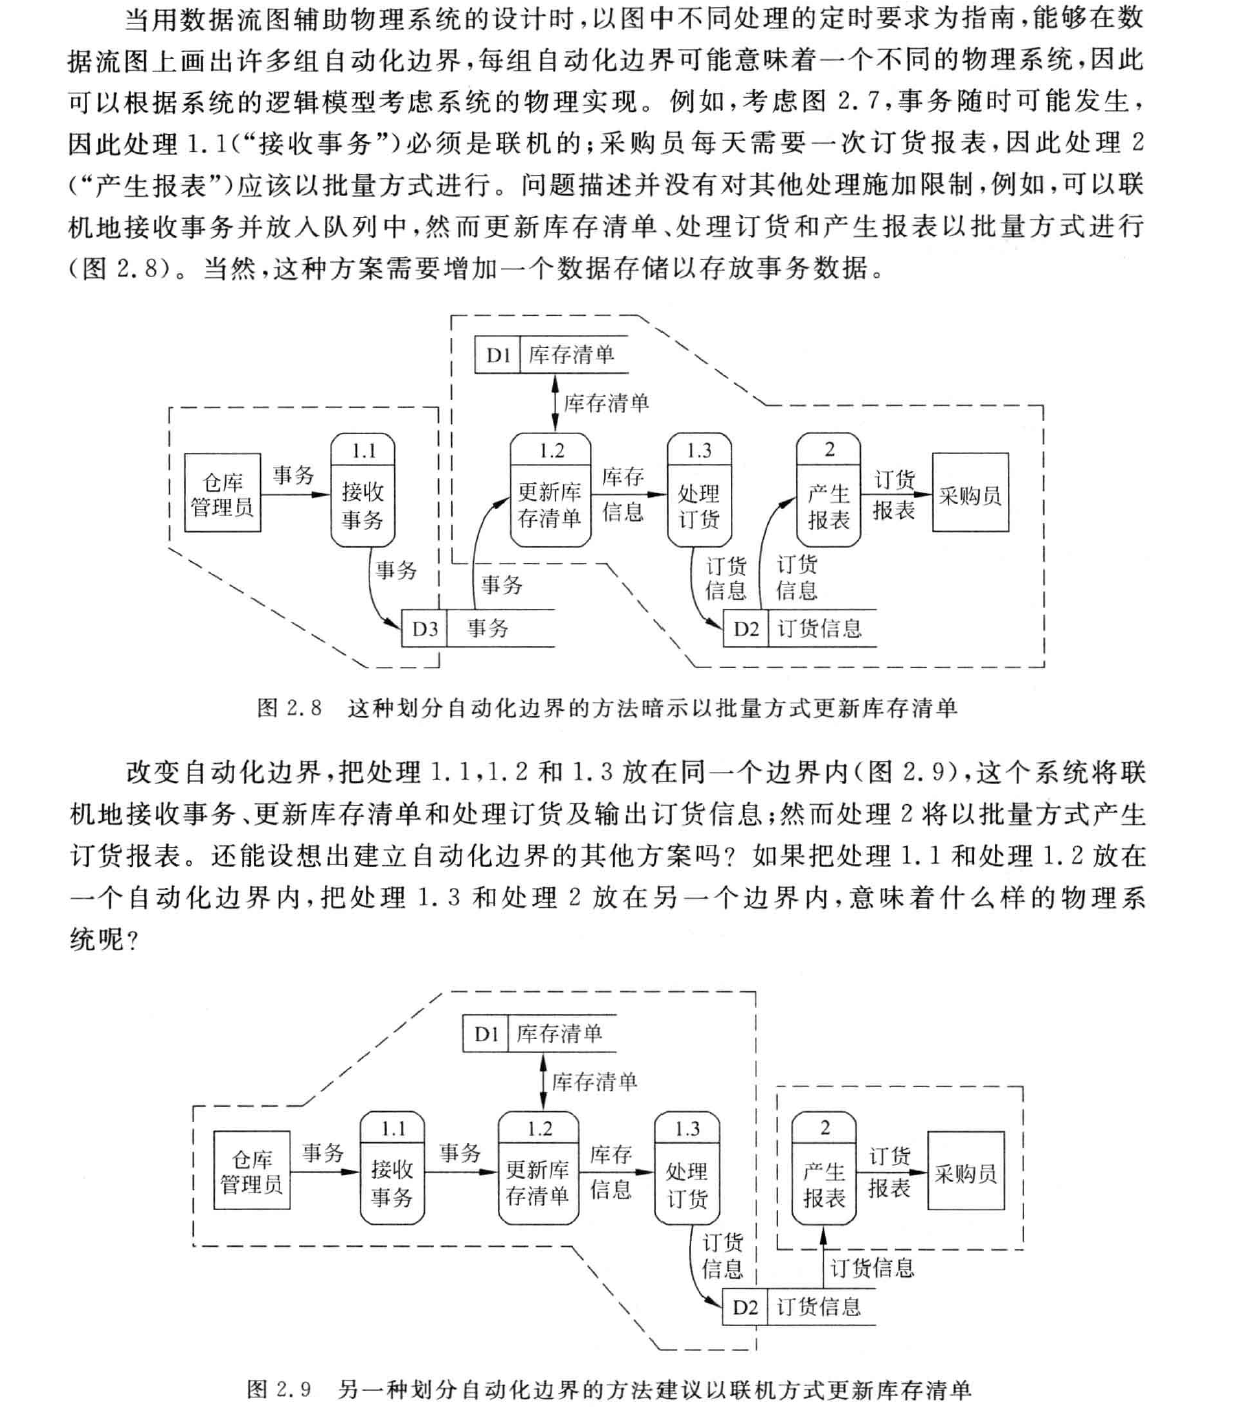 当用数据流图辅助物理系统的设计时,以图中不同处理的定时要求为指南,能够在数
据流图上画出许多组自动化边界,每组自动化边界可能意味着一个不同的物理系统,因此
可以根据系统的逻辑模型考虑系统的物理实现。例如,考虑图 2.7,事务随时可能发生,
因此处理 1.1(“接收事务”)必须是联机的;采购员每天需要一次订货报表,因此处理 2
(“产生报表”)应该以批量方式进行。问题描述并没有对其他处理施加限制,例如,可以联
机地接收事务并放入队列中,然而更新库存清单、处理订货和产生报表以批量方式进行
(图 2.8)。当然,这种方案需要增加一个数据存储以存放事务数据。
D1 库存清单
库存清单
仓库
管理员
事务
1.1
接收
事务
事务
D3 事务
事务
1.2
更新库
存清单
库存
信息
1.3
处理
订货
订货
信息
D2 订货信息
订货
信息
2
产生
报表
订货
报表
采购员
图 2.8 这种划分自动化边界的方法暗示以批量方式更新库存清单
改变自动化边界,把处理 1.1,1.2 和 1.3 放在同一个边界内(图 2.9),这个系统将联
机地接收事务、更新库存清单和处理订货及输出订货信息;然而处理 2 将以批量方式产生
订货报表。还能设想出建立自动化边界的其他方案吗?如果把处理 1.1 和处理 1.2 放在
一个自动化边界内,把处理 1.3 和处理 2 放在另一个边界内,意味着什么样的物理系
统呢?
D1 库存清单
库存清单
仓库
管理员
事务
1.1
接收
事务
事务
1.2
更新库
存清单
库存
信息
1.3
处理
订货
订货
信息
D2 订货信息
订货信息
2
产生
报表
订货
报表
采购员
图 2.9 另一种划分自动化边界的方法建议以联机方式更新库存清单